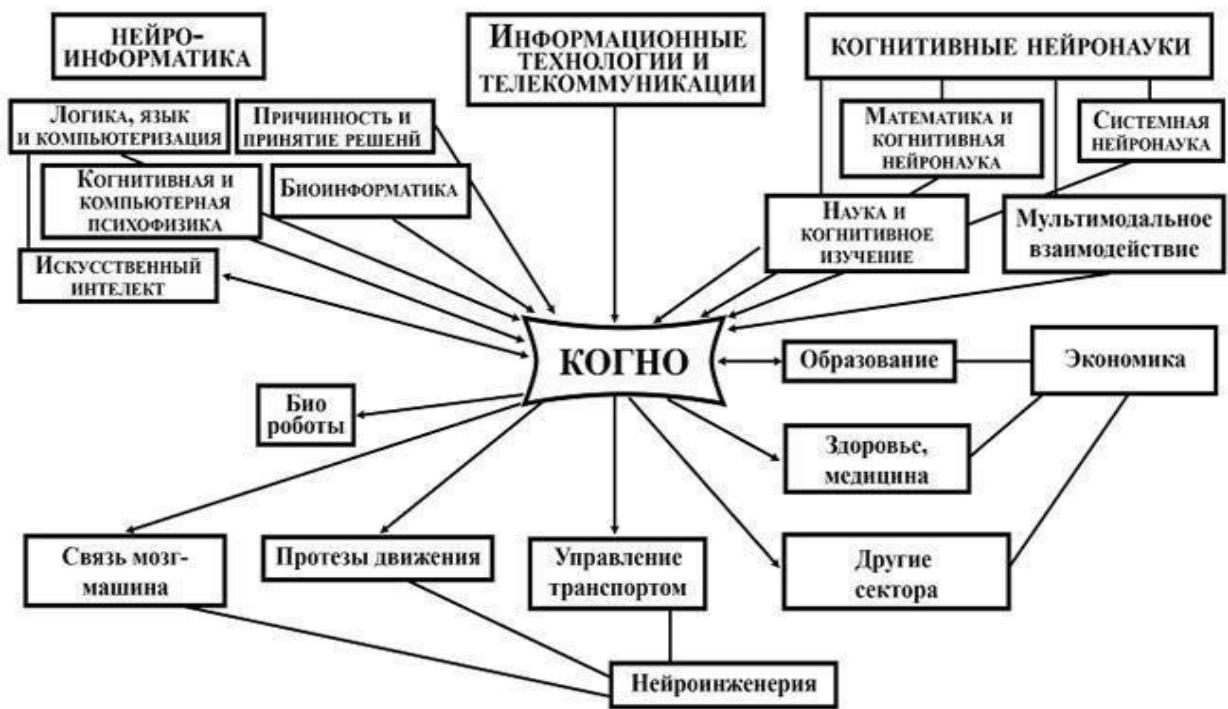 НЕЙРО-
ИНФОРМАТИКА
ИНФОРМАЦИОННЫЕ
ТЕХНОЛОГИИ И
ТЕЛЕКОММУНИКАЦИИ
КОГНИТИВНЫЕ НЕЙРОНАУКИ
ЛОГИКА, ЯЗЫК
И КОМПЬЮТЕРИЗАЦИЯ
ПРИЧИННОСТЬ И
ПРИНЯТИЕ РЕШЕНЙ
МАТЕМАТИКА И
КОГНИТИВНАЯ
НЕЙРОНАУКА
СИСТЕМНАЯ
НЕЙРОНАУКА
КОГНИТИВНАЯ И
КОМПЬЮТЕРНАЯ
ПСИХОФИЗИКА
БИОИНФОРМАТИКА
НАУКА И
КОГНИТИВНОЕ
ИЗУЧЕНИЕ
Мультимодальное
взаимодействие
ИСКУССТВЕННЫЙ
ИНТЕЛЕКТ
КОГНО
Образование
Экономика
Био
роботы
Здоровье,
медицина
Связь мозг-
машина
Протезы движения
Управление
транспортом
Другие
сектора
Нейроинженерия